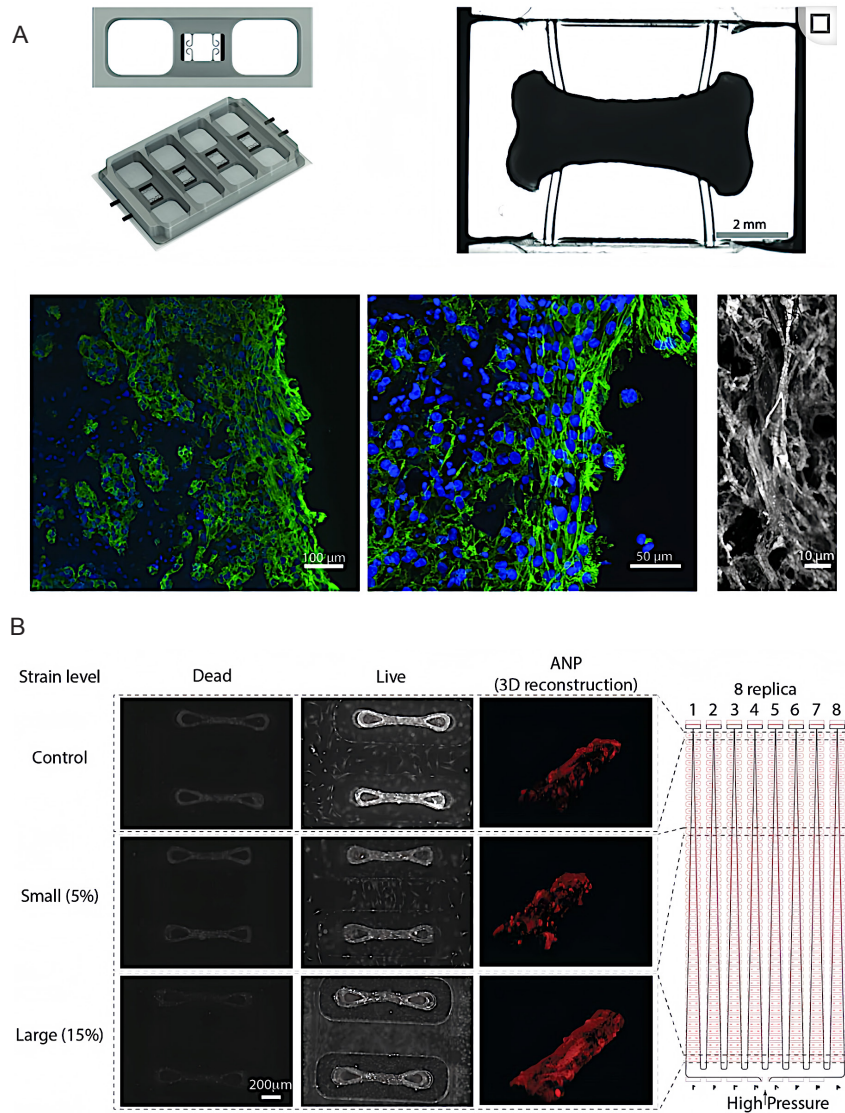 A
2 mm
100 μm
50 μm
10 μm
B
Strain level
Dead
Live
ANP
(3D reconstruction)
8 replica
1 2 3 4 5 6 7 8
Control
Small (5%)
Large (15%)
200μm
High Pressure